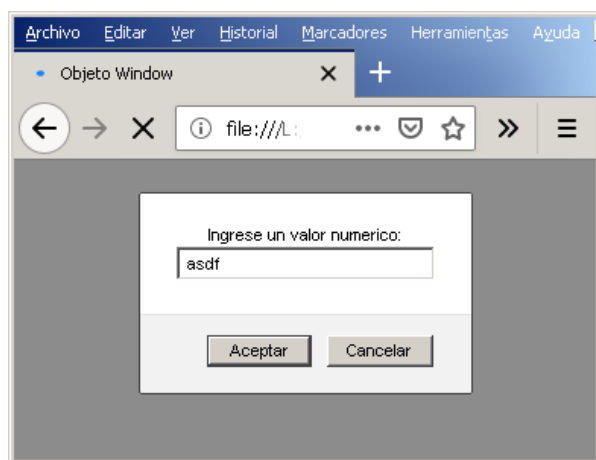 Archivo Editar Ver Historial Marcadores Herramientas Ayuda
Objeto Window
file:///L:
Ingrese un valor numerico:
asdf
Aceptar Cancelar